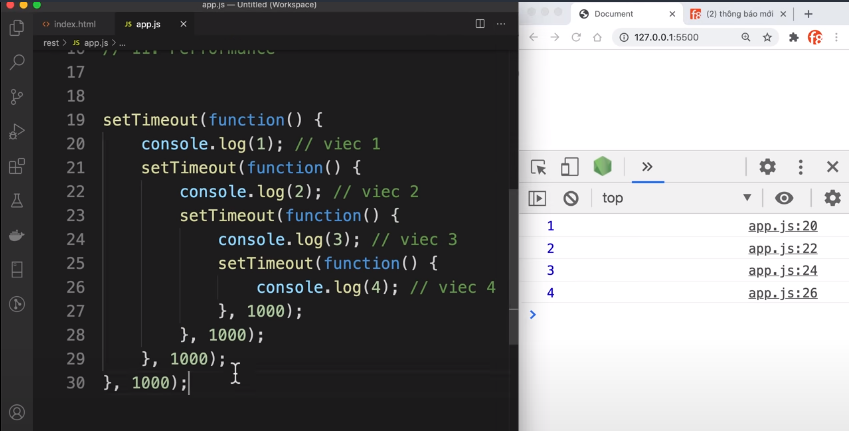 app.js — Untitled (Workspace)
index.html
JS app.js
rest > JS app.js > ...
16 // 11. Performance
17
18
19 setTimeout(function() {
20 console.log(1); // viec 1
21 setTimeout(function() {
22 console.log(2); // viec 2
23 setTimeout(function() {
24 console.log(3); // viec 3
25 setTimeout(function() {
26 console.log(4); // viec 4
27 }, 1000);
28 }, 1000);
29 }, 1000);
30 }, 1000);
Document
(2) thông báo mới
127.0.0.1:5500
f8
top
1 app.js:20
2 app.js:22
3 app.js:24
4 app.js:26